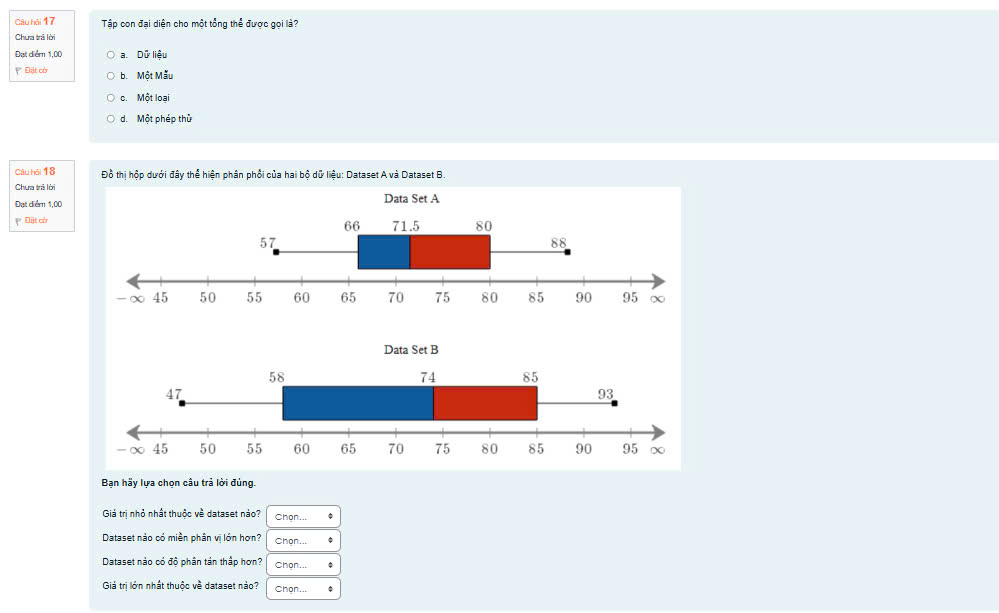 Câu hỏi 17
Chưa trả lời
Đạt điểm 1,00
Đặt cờ
Tập con đại diện cho một tổng thể được gọi là?
a. Dữ liệu
b. Một Mẫu
c. Một loại
d. Một phép thử
Câu hỏi 18
Chưa trả lời
Đạt điểm 1,00
Đặt cờ
Đồ thị hộp dưới đây thể hiện phân phối của hai bộ dữ liệu: Dataset A và Dataset B.
Data Set A
66 71.5 80
57 88
−∞ 45 50 55 60 65 70 75 80 85 90 95 ∞
Data Set B
58 74 85
47 93
−∞ 45 50 55 60 65 70 75 80 85 90 95 ∞
Bạn hãy lựa chọn câu trả lời đúng.
Giá trị nhỏ nhất thuộc về dataset nào? Chọn...
Dataset nào có miền phân vị lớn hơn? Chọn...
Dataset nào có độ phân tán thấp hơn? Chọn...
Giá trị lớn nhất thuộc về dataset nào? Chọn...